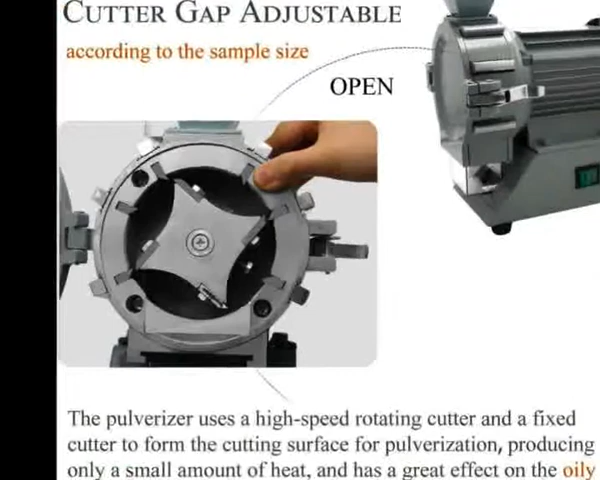 Cutter Gap Adjustable
according to the sample size
OPEN
The pulverizer uses a high-speed rotating cutter and a fixed
cutter to form the cutting surface for pulverization, producing
only a small amount of heat, and has a great effect on the oily